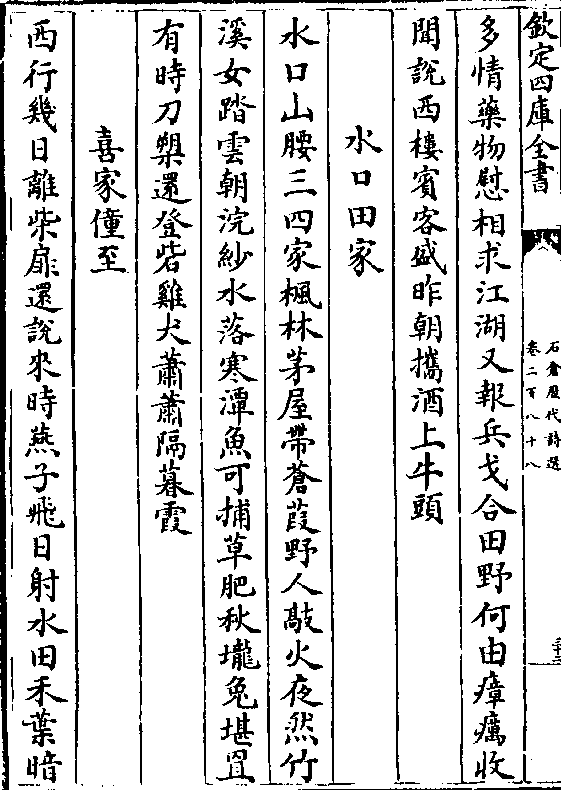 欽定四庫全書
石倉歷代詩選
卷二百八十八
多情藥物慰相求江湖又報兵戈合田野何由瘴癘收
聞說西樓賓客盛昨朝攜酒上牛頭
水口田家
水口山腰三四家楓林茅屋帶蒼葭野人敲火夜然竹
溪女踏雲朝浣紗水落寒潭魚可捕草肥秋壠兔堪罝
有時刀槊還登砦雞犬蕭蕭隔暮霞
喜家僮至
西行幾日離柴扉還說來時燕子飛日射水田禾葉暗